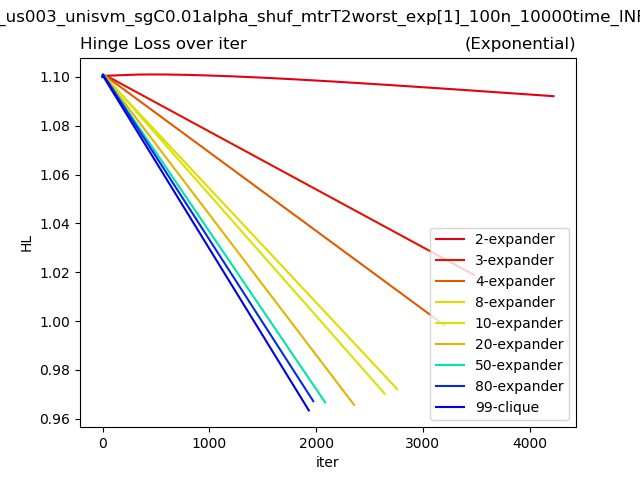 _us003_unisvm_sgC0.01alpha_shuf_mtrT2worst_exp[1]_100n_10000time_INF
Hinge Loss over iter (Exponential)
1.10
1.08
1.06
1.04
1.02
1.00
0.98
0.96
HL
2-expander
3-expander
4-expander
8-expander
10-expander
20-expander
50-expander
80-expander
99-clique
0 1000 2000 3000 4000
iter